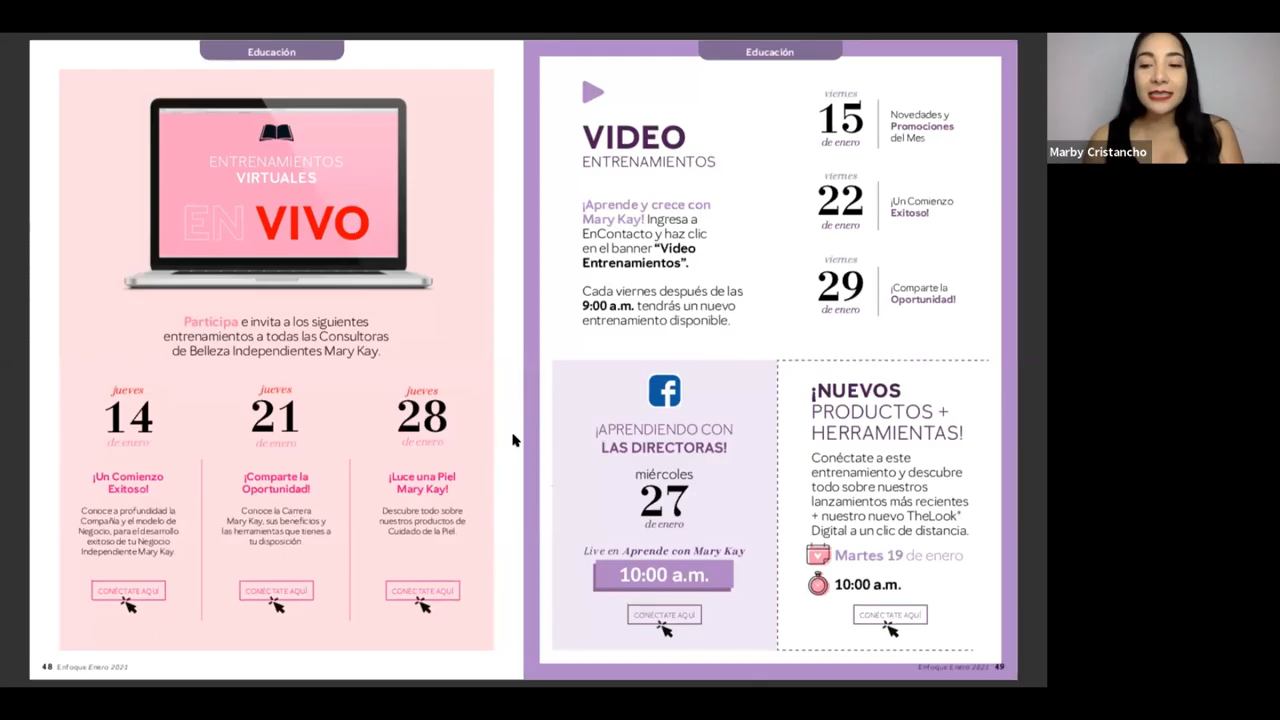 Educación
ENTRENAMIENTOS
VIRTUALES
EN VIVO
Participa e invita a los siguientes
entrenamientos a todas las Consultoras
de Belleza Independientes Mary Kay.
jueves
14
de enero
¡Un Comienzo
Exitoso!
Conoce a profundidad la
Compañía y el modelo de
Negocio, para el desarrollo
exitoso de tu Negocio
Independiente Mary Kay
CONÉCTATE AQUÍ
jueves
21
de enero
¡Comparte la
Oportunidad!
Conoce la Carrera
Mary Kay, sus beneficios y
las herramientas que tienes a
tu disposición
CONÉCTATE AQUÍ
jueves
28
de enero
¡Luce una Piel
Mary Kay!
Descubre todo sobre
nuestros productos de
Cuidado de la Piel.
CONÉCTATE AQUÍ
48 Enfoque Enero 2021
Educación
VIDEO
ENTRENAMIENTOS
¡Aprende y crece con
Mary Kay! Ingresa a
EnContacto y haz clic
en el banner “Video
Entrenamientos”.
Cada viernes después de las
9:00 a.m. tendrás un nuevo
entrenamiento disponible.
viernes
15
de enero
Novedades y
Promociones
del Mes
viernes
22
de enero
¡Un Comienzo
Exitoso!
viernes
29
de enero
¡Comparte la
Oportunidad!
¡APRENDIENDO CON
LAS DIRECTORAS!
miércoles
27
de enero
Live en Aprende con Mary Kay
10:00 a.m.
CONÉCTATE AQUÍ
¡NUEVOS
PRODUCTOS +
HERRAMIENTAS!
Conéctate a este
entrenamiento y descubre
todo sobre nuestros
lanzamientos más recientes
+ nuestro nuevo TheLook*
Digital a un clic de distancia.
Martes 19 de enero
10:00 a.m.
CONÉCTATE AQUÍ
Enfoque Enero 2021 49
Marby Cristancho